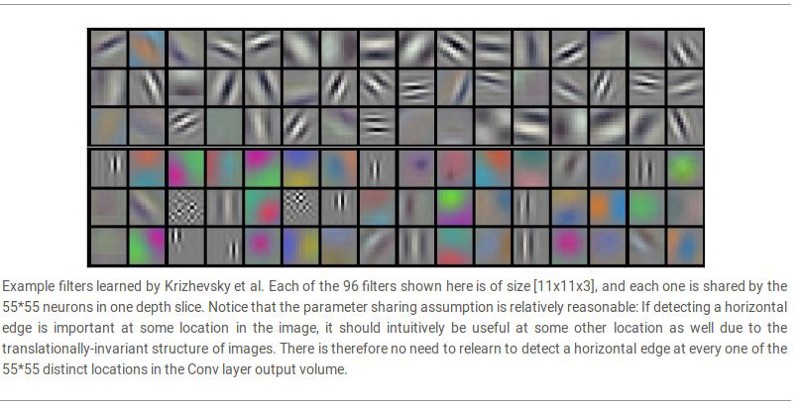 Example filters learned by Krizhevsky et al. Each of the 96 filters shown here is of size [11x11x3], and each one is shared by the
55*55 neurons in one depth slice. Notice that the parameter sharing assumption is relatively reasonable: If detecting a horizontal
edge is important at some location in the image, it should intuitively be useful at some other location as well due to the
translationally-invariant structure of images. There is therefore no need to relearn to detect a horizontal edge at every one of the
55*55 distinct locations in the Conv layer output volume.